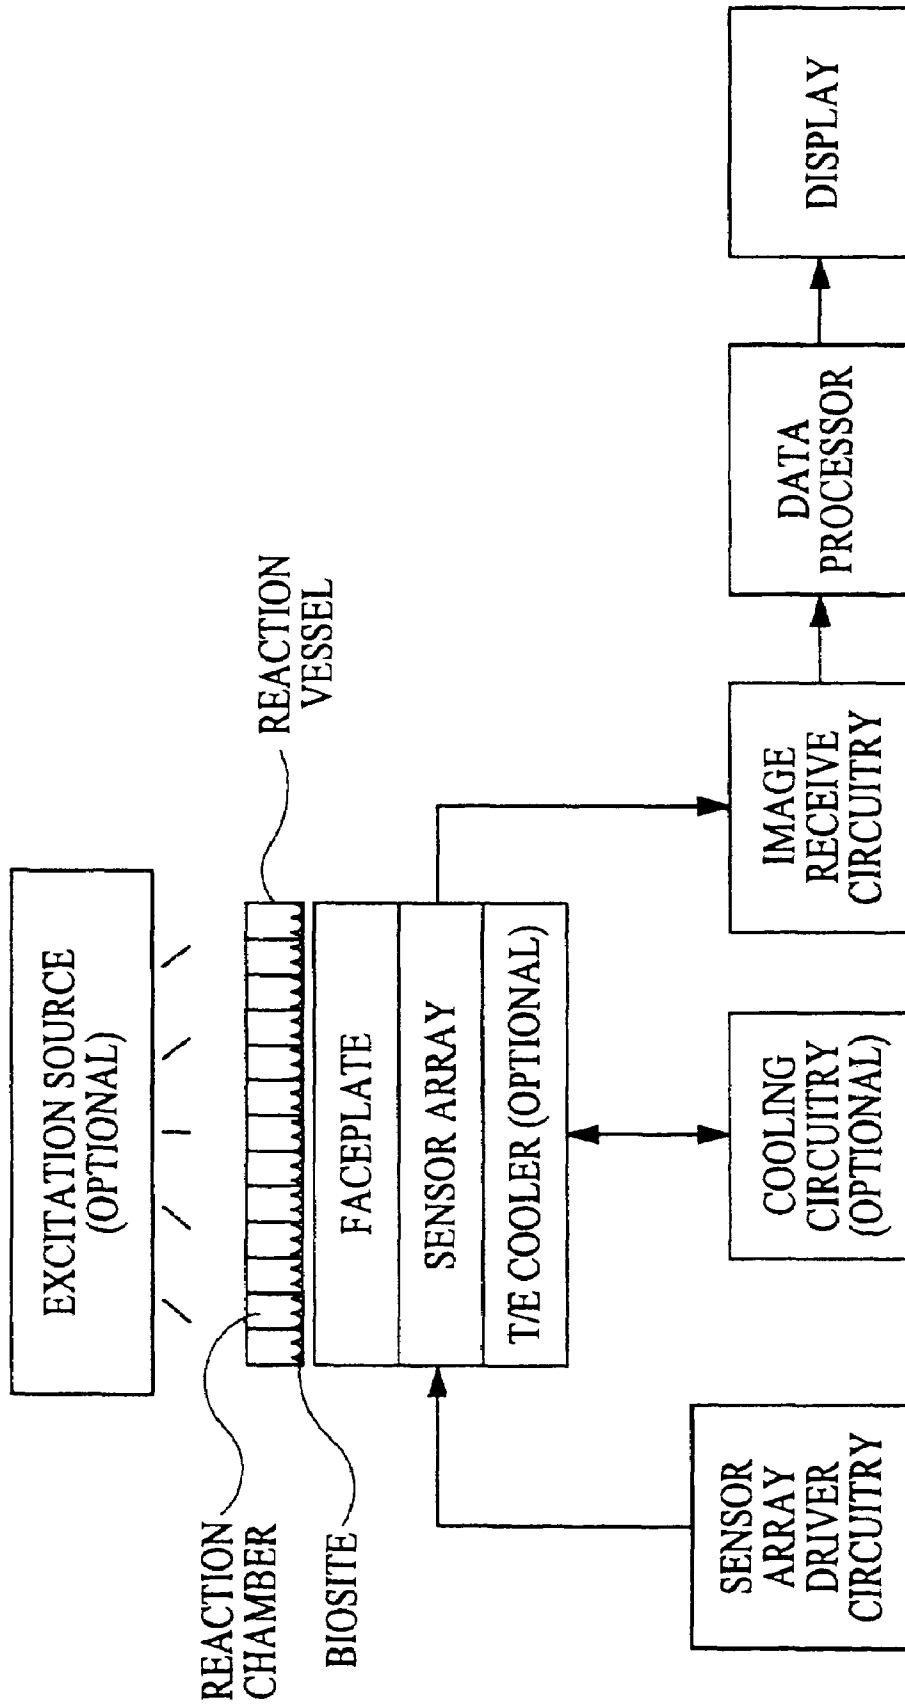 EXCITATION SOURCE
(OPTIONAL)
REACTION
CHAMBER
BIOSITE
REACTION
VESSEL
FACEPLATE
SENSOR ARRAY
T/E COOLER (OPTIONAL)
SENSOR
ARRAY
DRIVER
CIRCUITRY
COOLING
CIRCUITRY
(OPTIONAL)
IMAGE
RECEIVE
CIRCUITRY
DATA
PROCESSOR
DISPLAY